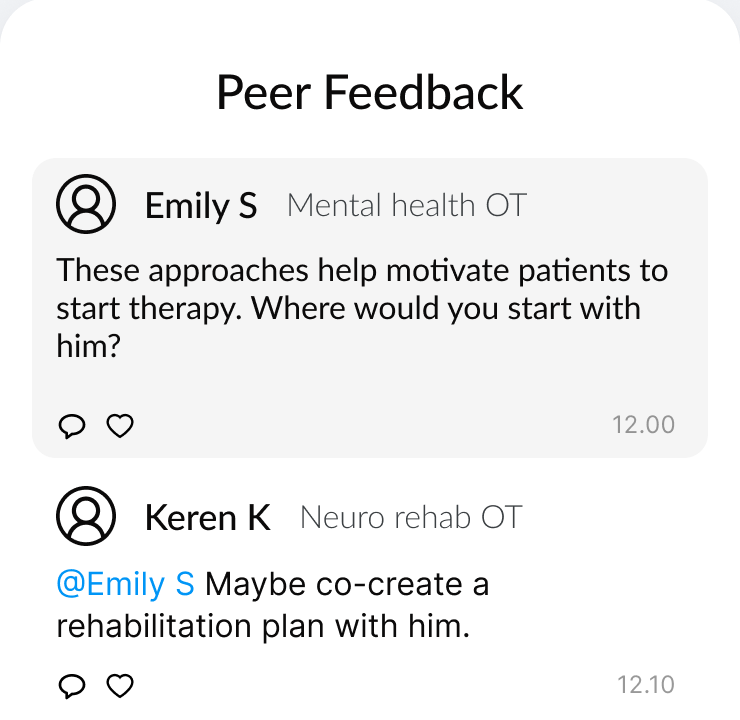 Peer Feedback
Emily S Mental health OT
These approaches help motivate patients to
start therapy. Where would you start with
him?
12.00
Keren K Neuro rehab OT
@Emily S Maybe co-create a
rehabilitation plan with him.
12.10